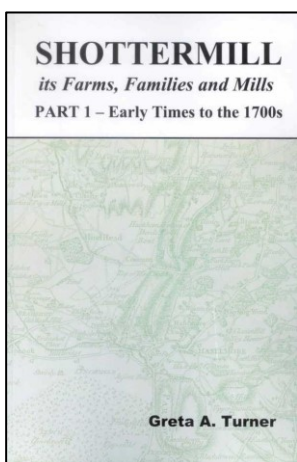 SHOTTERMILL
its Farms, Families and Mills
PART 1 – Early Times to the 1700s
Greta A. Turner